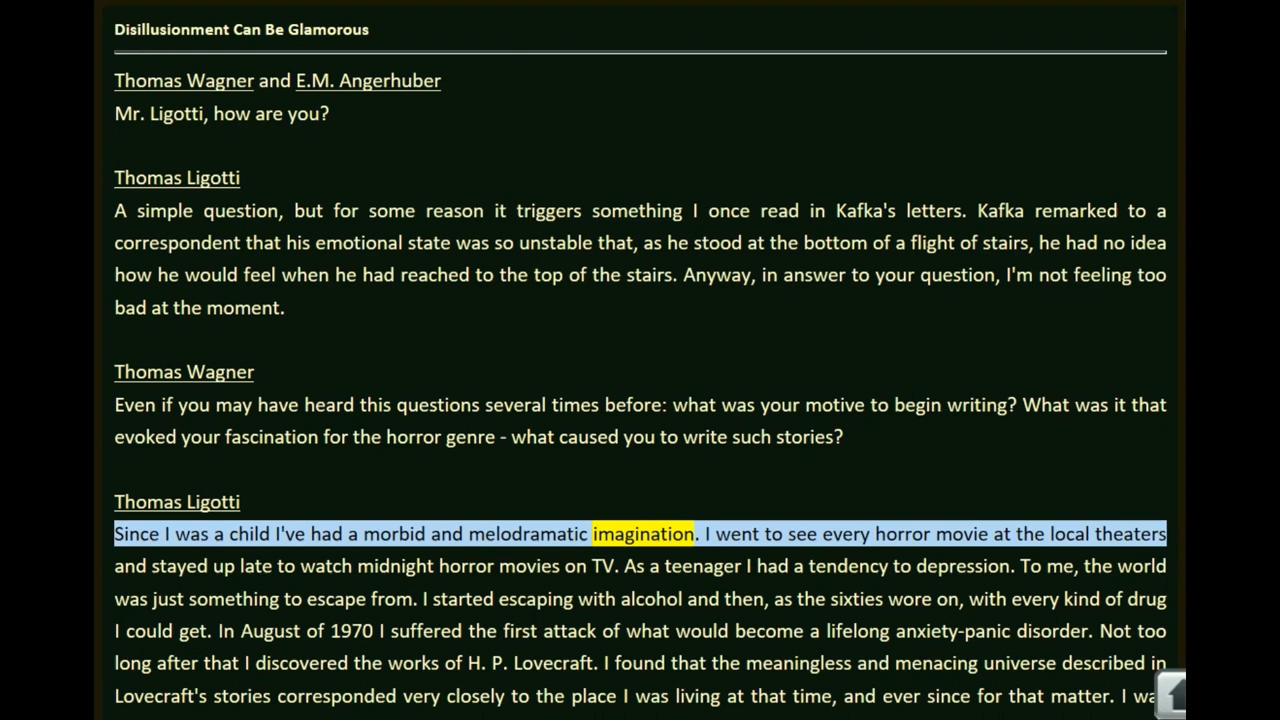 Disillusionment Can Be Glamorous
Thomas Wagner and E.M. Angerhuber
Mr. Ligotti, how are you?
Thomas Ligotti
A simple question, but for some reason it triggers something I once read in Kafka's letters. Kafka remarked to a
correspondent that his emotional state was so unstable that, as he stood at the bottom of a flight of stairs, he had no idea
how he would feel when he had reached to the top of the stairs. Anyway, in answer to your question, I'm not feeling too
bad at the moment.
Thomas Wagner
Even if you may have heard this questions several times before: what was your motive to begin writing? What was it that
evoked your fascination for the horror genre - what caused you to write such stories?
Thomas Ligotti
Since I was a child I've had a morbid and melodramatic imagination. I went to see every horror movie at the local theaters
and stayed up late to watch midnight horror movies on TV. As a teenager I had a tendency to depression. To me, the world
was just something to escape from. I started escaping with alcohol and then, as the sixties wore on, with every kind of drug
I could get. In August of 1970 I suffered the first attack of what would become a lifelong anxiety-panic disorder. Not too
long after that I discovered the works of H. P. Lovecraft. I found that the meaningless and menacing universe described in
Lovecraft's stories corresponded very closely to the place I was living at that time, and ever since for that matter. I